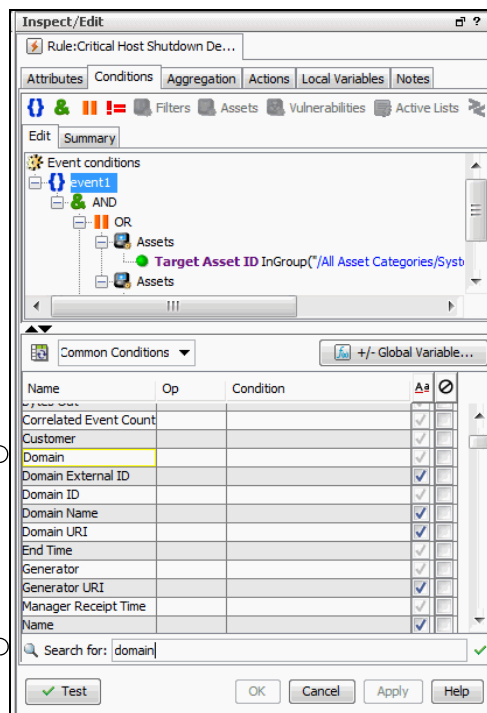 Inspect/Edit ?
Rule:Critical Host Shutdown De...
Attributes Conditions Aggregation Actions Local Variables Notes
{} & || != Filters Assets Vulnerabilities Active Lists
Edit Summary
Event conditions
{} event1
& AND
|| OR
Assets
Target Asset ID InGroup("/All Asset Categories/Syst
Assets
Common Conditions +/- Global Variable...
Name Op Condition Aa
Bytes Out
Correlated Event Count
Customer
Domain
Domain External ID
Domain ID
Domain Name
Domain URI
End Time
Generator
Generator URI
Manager Receipt Time
Name
Search for: domain
Test OK Cancel Apply Help